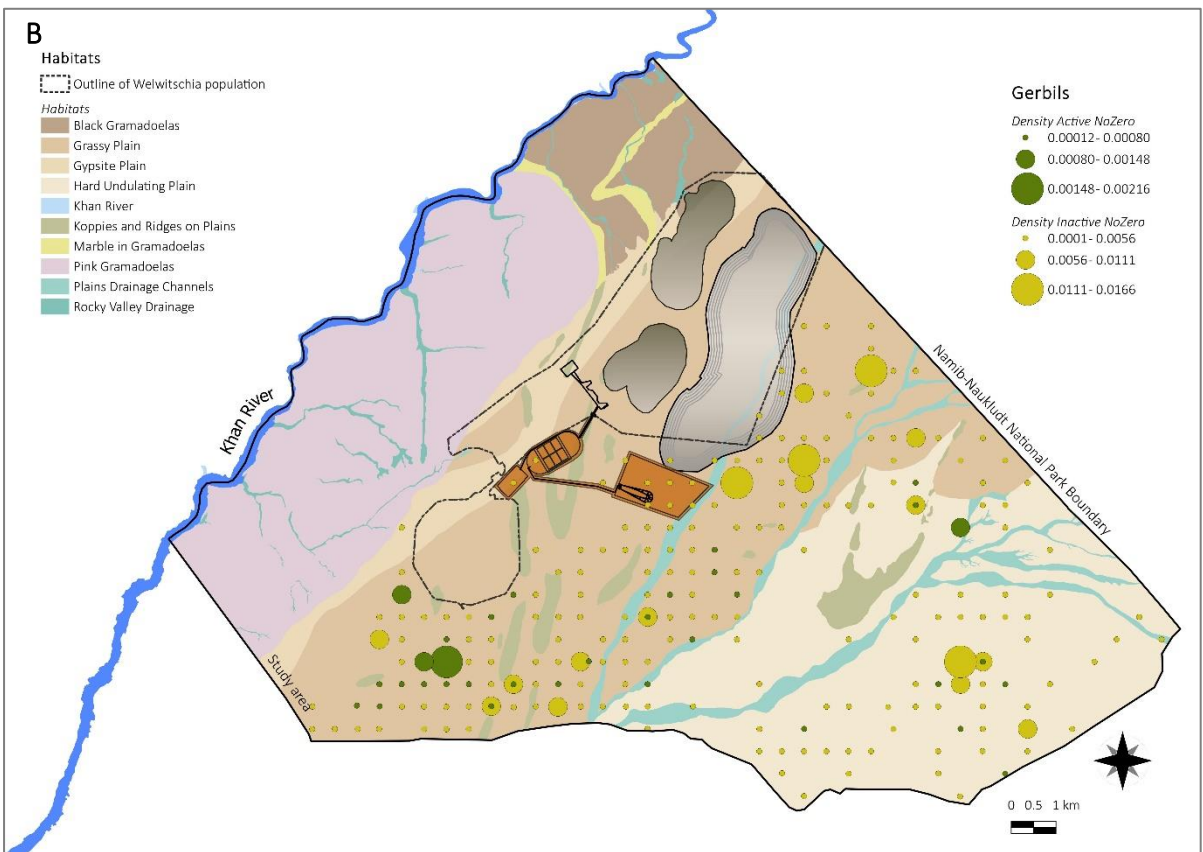 B
Habitats
Outline of Welwitschia population
Habitats
Black Gramadoelas
Grassy Plain
Gypsite Plain
Hard Undulating Plain
Khan River
Koppies and Ridges on Plains
Marble in Gramadoelas
Pink Gramadoelas
Plains Drainage Channels
Rocky Valley Drainage
Gerbils
Density Active NoZero
0.00012- 0.00080
0.00080- 0.00148
0.00148- 0.00216
Density Inactive NoZero
0.0001- 0.0056
0.0056- 0.0111
0.0111- 0.0166
Khan River
Namib-Naukludt National Park Boundary
Study area
0 0.5 1 km